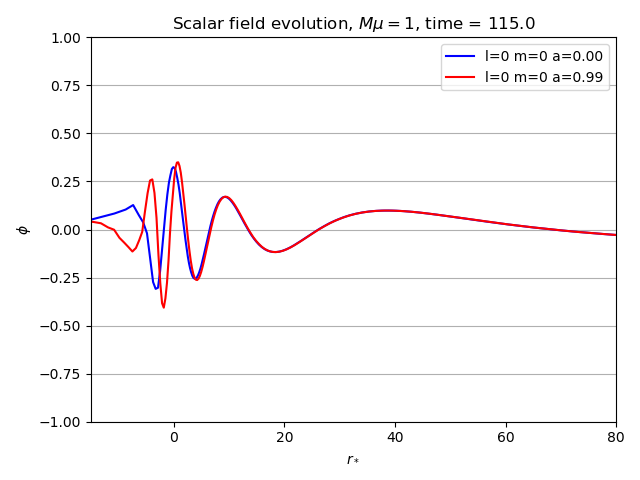 Scalar field evolution, Mμ = 1, time = 115.0
1.00
0.75
0.50
0.25
0.00
−0.25
−0.50
−0.75
−1.00
ϕ
l=0 m=0 a=0.00
l=0 m=0 a=0.99
0 20 40 60 80
r*